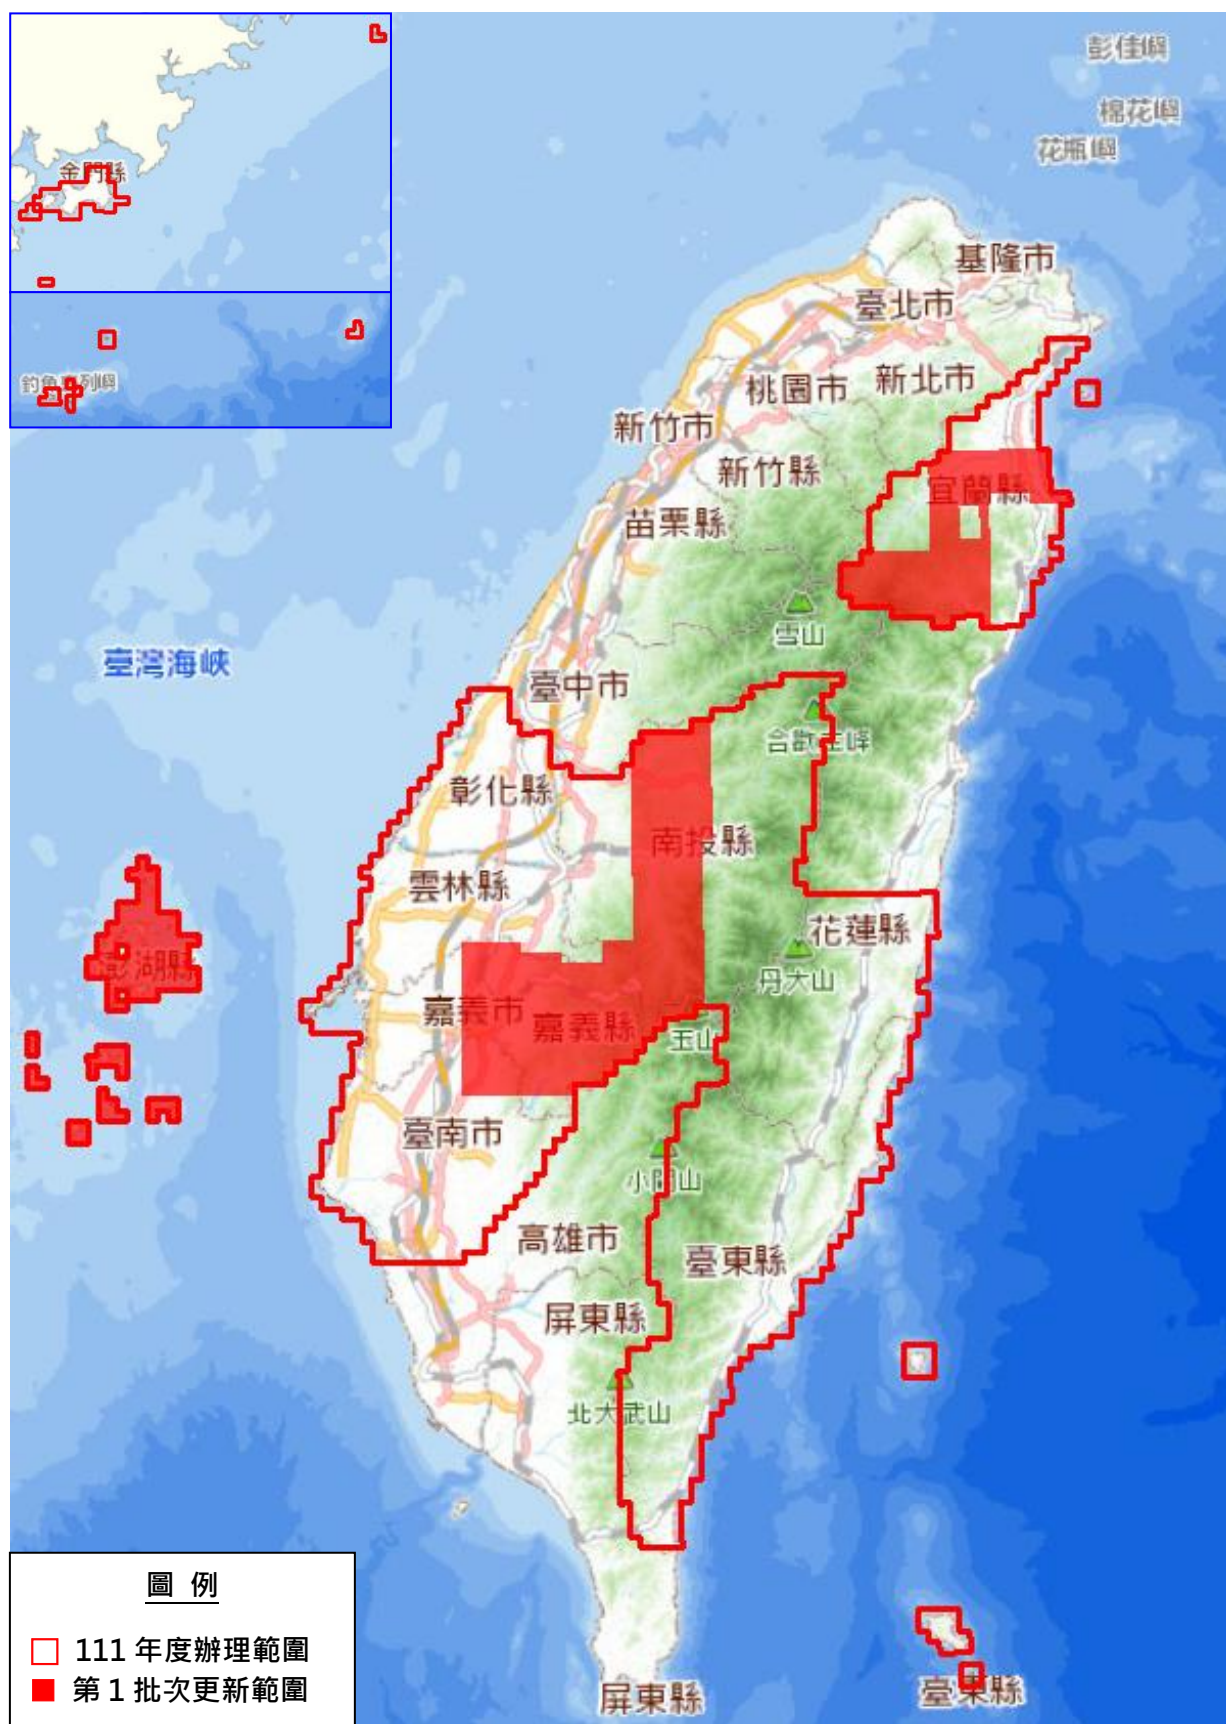 彭佳嶼
棉花嶼
花瓶嶼
金門縣
基隆市
臺北市
釣魚臺列嶼
桃園市
新北市
新竹市
新竹縣
宜蘭縣
苗栗縣
雪山
臺灣海峽
臺中市
合歡主峰
彰化縣
南投縣
雲林縣
花蓮縣
澎湖縣
丹大山
嘉義市
嘉義縣
玉山
臺南市
小關山
高雄市
臺東縣
屏東縣
北大武山
圖 例
111 年度辦理範圍
第 1 批次更新範圍
屏東縣
臺東縣